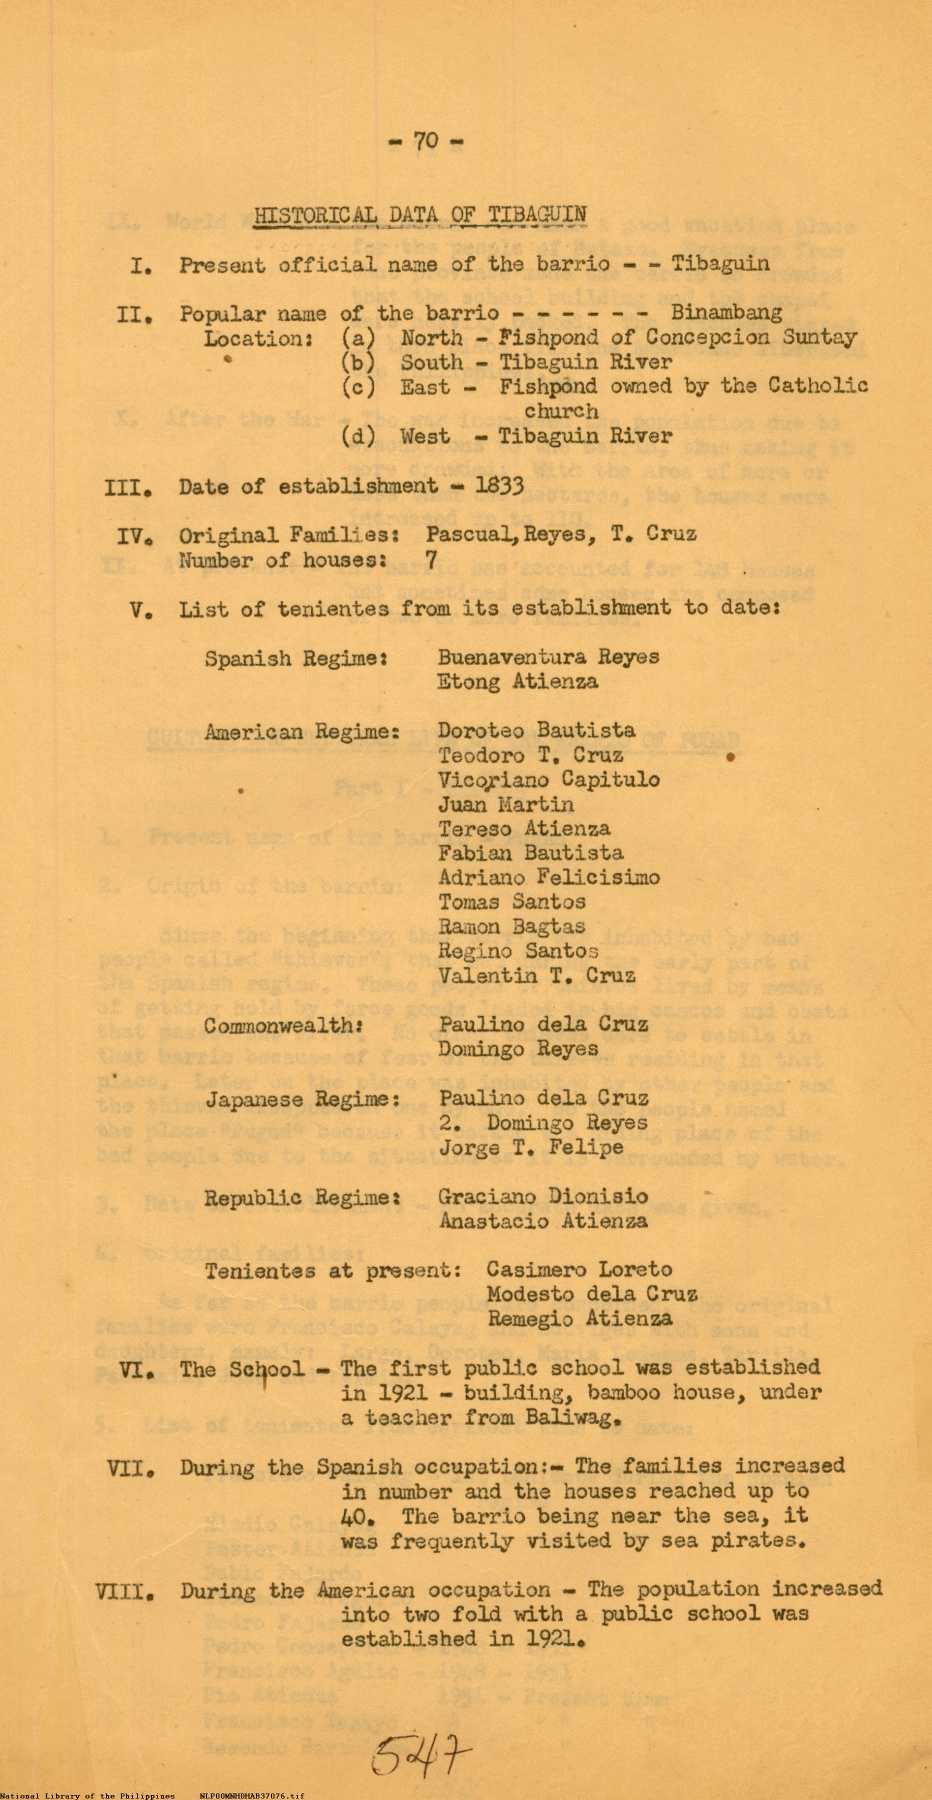 - 70 -
HISTORICAL DATA OF TIBAGUIN
I. Present official name of the barrio - - Tibaguin
II. Popular name of the barrio - - - - - - Binambang
Location: (a) North - Fishpond of Concepcion Suntay
(b) South - Tibaguin River
(c) East - Fishpond owned by the Catholic
church
(d) West - Tibaguin River
III. Date of establishment - 1833
IV. Original Families: Pascual, Reyes, T. Cruz
Number of houses: 7
V. List of tenientes from its establishment to date:
Spanish Regime: Buenaventura Reyes
Etong Atienza
American Regime: Doroteo Bautista
Teodoro T. Cruz
Vicoriano Capitulo
Juan Martin
Tereso Atienza
Fabian Bautista
Adriano Felicisimo
Tomas Santos
Ramon Bagtas
Regino Santos
Valentin T. Cruz
Commonwealth: Paulino dela Cruz
Domingo Reyes
Japanese Regime: Paulino dela Cruz
2. Domingo Reyes
Jorge T. Felipe
Republic Regime: Graciano Dionisio
Anastacio Atienza
Tenientes at present: Casimero Loreto
Modesto dela Cruz
Remegio Atienza
VI. The School - The first public school was established
in 1921 - building, bamboo house, under
a teacher from Baliwag.
VII. During the Spanish occupation:- The families increased
in number and the houses reached up to
40. The barrio being near the sea, it
was frequently visited by sea pirates.
VIII. During the American occupation - The population increased
into two fold with a public school was
established in 1921.
547
National Library of the Philippines NLP00MNHDHAB37076.tif